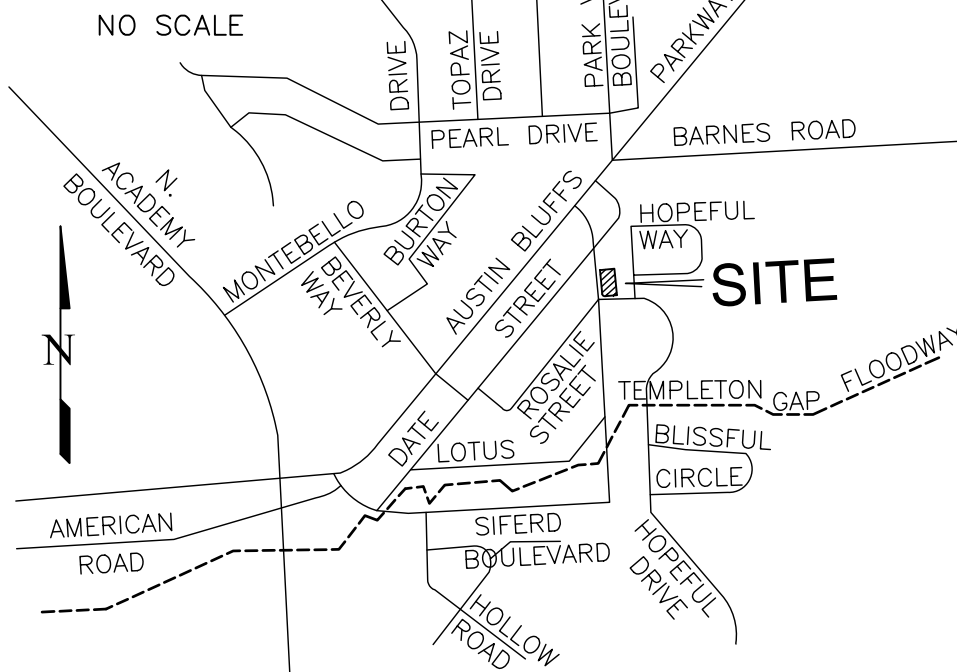 NO SCALE
DRIVE
TOPAZ
DRIVE
PARK
BOULEV
PARKWAY
PEARL DRIVE
BARNES ROAD
N.
ACADEMY
BOULEVARD
MONTEBELLO
BURTON
WAY
BEVERLY
WAY
AUSTIN BLUFFS
STREET
HOPEFUL
WAY
SITE
N
ROSALIE
STREET
TEMPLETON GAP FLOODWAY
DATE
LOTUS
BLISSFUL
CIRCLE
AMERICAN
ROAD
SIFERD
BOULEVARD
HOPEFUL
DRIVE
HOLLOW
ROAD